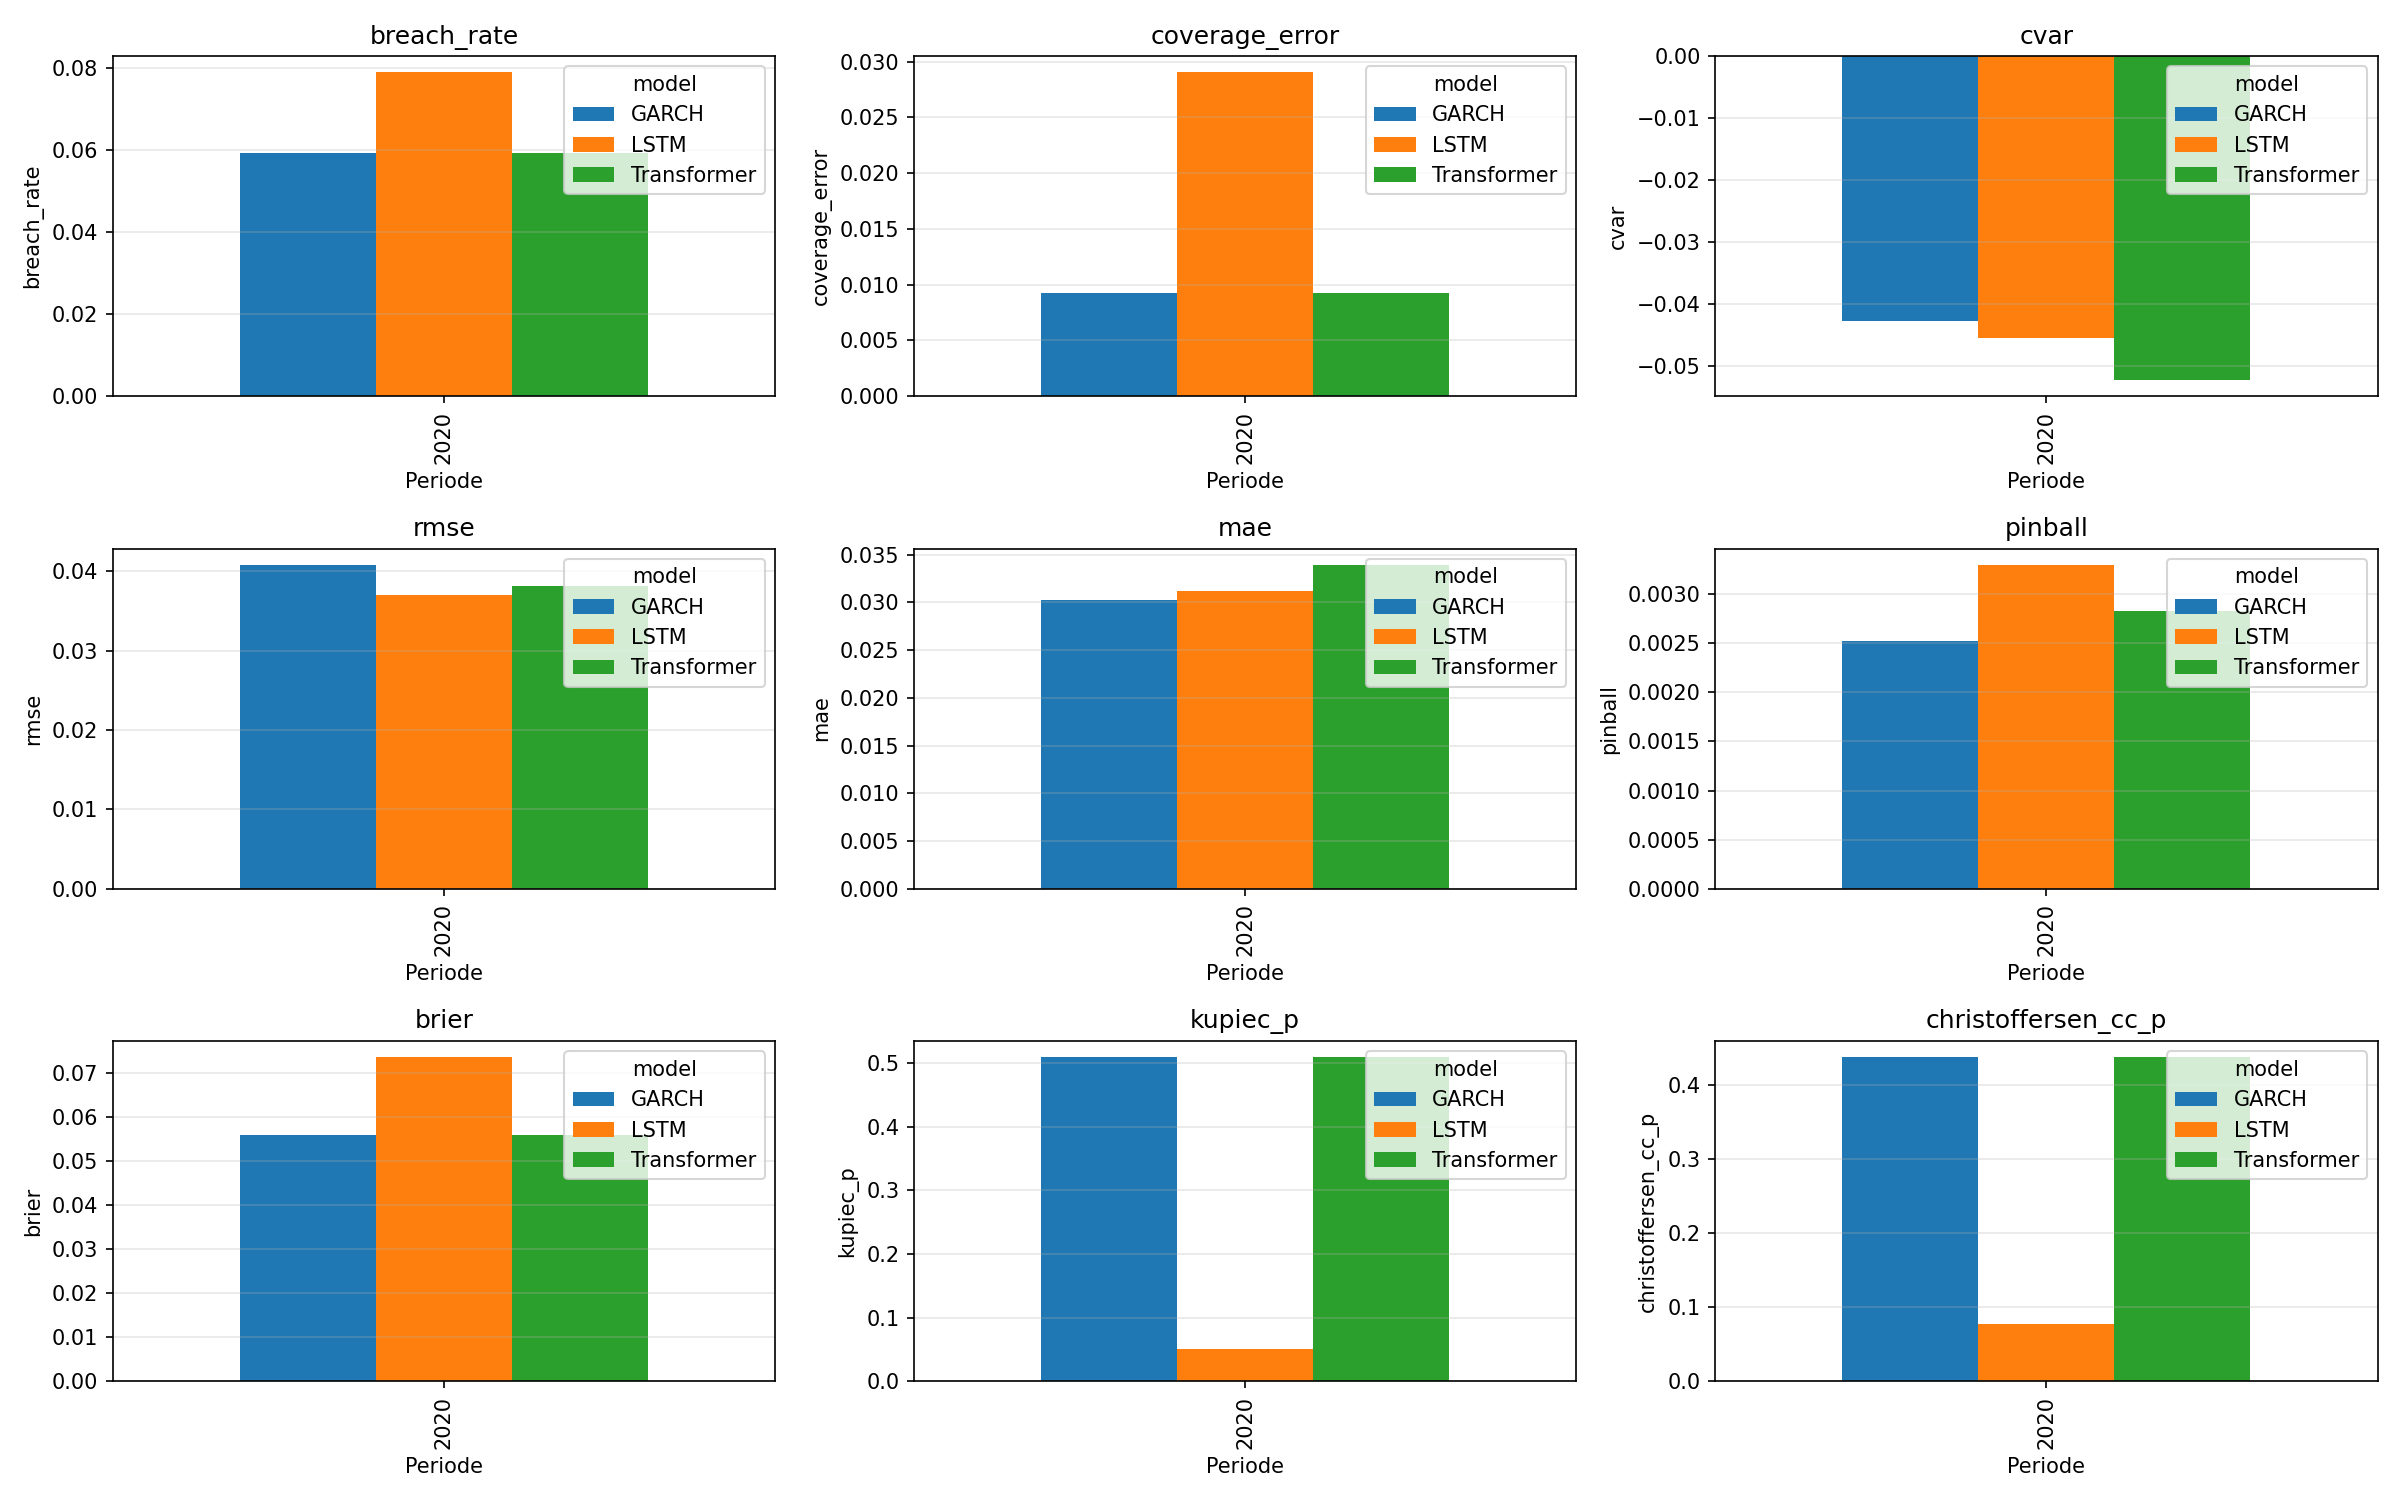 breach_rate
0.08
0.06
0.04
0.02
0.00
breach_rate
model
GARCH
LSTM
Transformer
2020
Periode
coverage_error
0.030
0.025
0.020
0.015
0.010
0.005
0.000
coverage_error
model
GARCH
LSTM
Transformer
2020
Periode
cvar
0.00
−0.01
−0.02
−0.03
−0.04
−0.05
cvar
model
GARCH
LSTM
Transformer
2020
Periode
rmse
0.04
0.03
0.02
0.01
0.00
rmse
model
GARCH
LSTM
Transformer
2020
Periode
mae
0.035
0.030
0.025
0.020
0.015
0.010
0.005
0.000
mae
model
GARCH
LSTM
Transformer
2020
Periode
pinball
0.0030
0.0025
0.0020
0.0015
0.0010
0.0005
0.0000
pinball
model
GARCH
LSTM
Transformer
2020
Periode
brier
0.07
0.06
0.05
0.04
0.03
0.02
0.01
0.00
brier
model
GARCH
LSTM
Transformer
2020
Periode
kupiec_p
0.5
0.4
0.3
0.2
0.1
0.0
kupiec_p
model
GARCH
LSTM
Transformer
2020
Periode
christoffersen_cc_p
0.4
0.3
0.2
0.1
0.0
christoffersen_cc_p
model
GARCH
LSTM
Transformer
2020
Periode